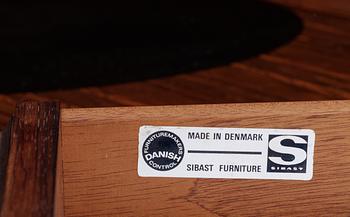 FURNITUREMAKERS
DANISH
CONTROL
MADE IN DENMARK
SIBAST FURNITURE
S
SIBAST